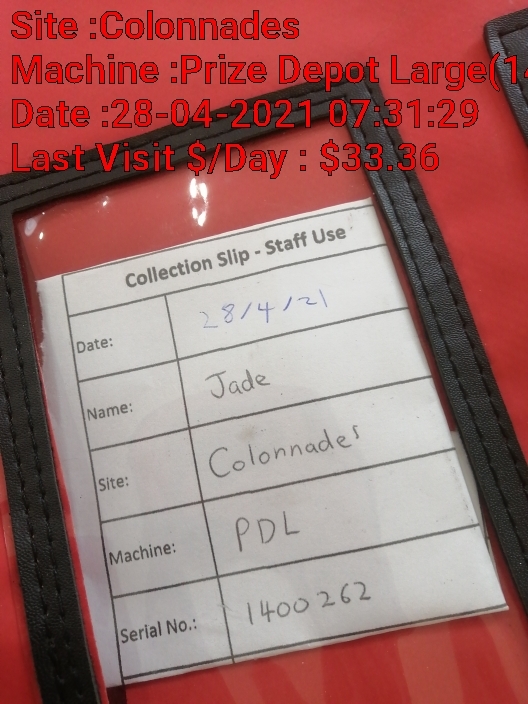 Site :Colonnades
Machine :Prize Depot Large(14
Date :28-04-2021 07:31:29
Last Visit $/Day : $33.36
Collection Slip - Staff Use
Date: 28/4/21
Name: Jade
Site: Colonnades
Machine: PDL
Serial No.: 1400262